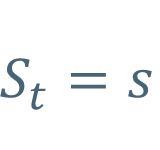 S_t = s